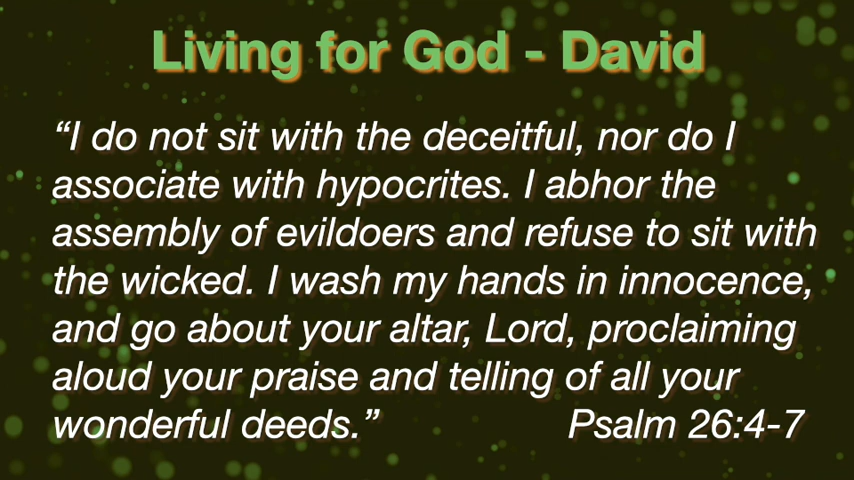 Living for God - David
“I do not sit with the deceitful, nor do I
associate with hypocrites. I abhor the
assembly of evildoers and refuse to sit with
the wicked. I wash my hands in innocence,
and go about your altar, Lord, proclaiming
aloud your praise and telling of all your
wonderful deeds.” Psalm 26:4-7